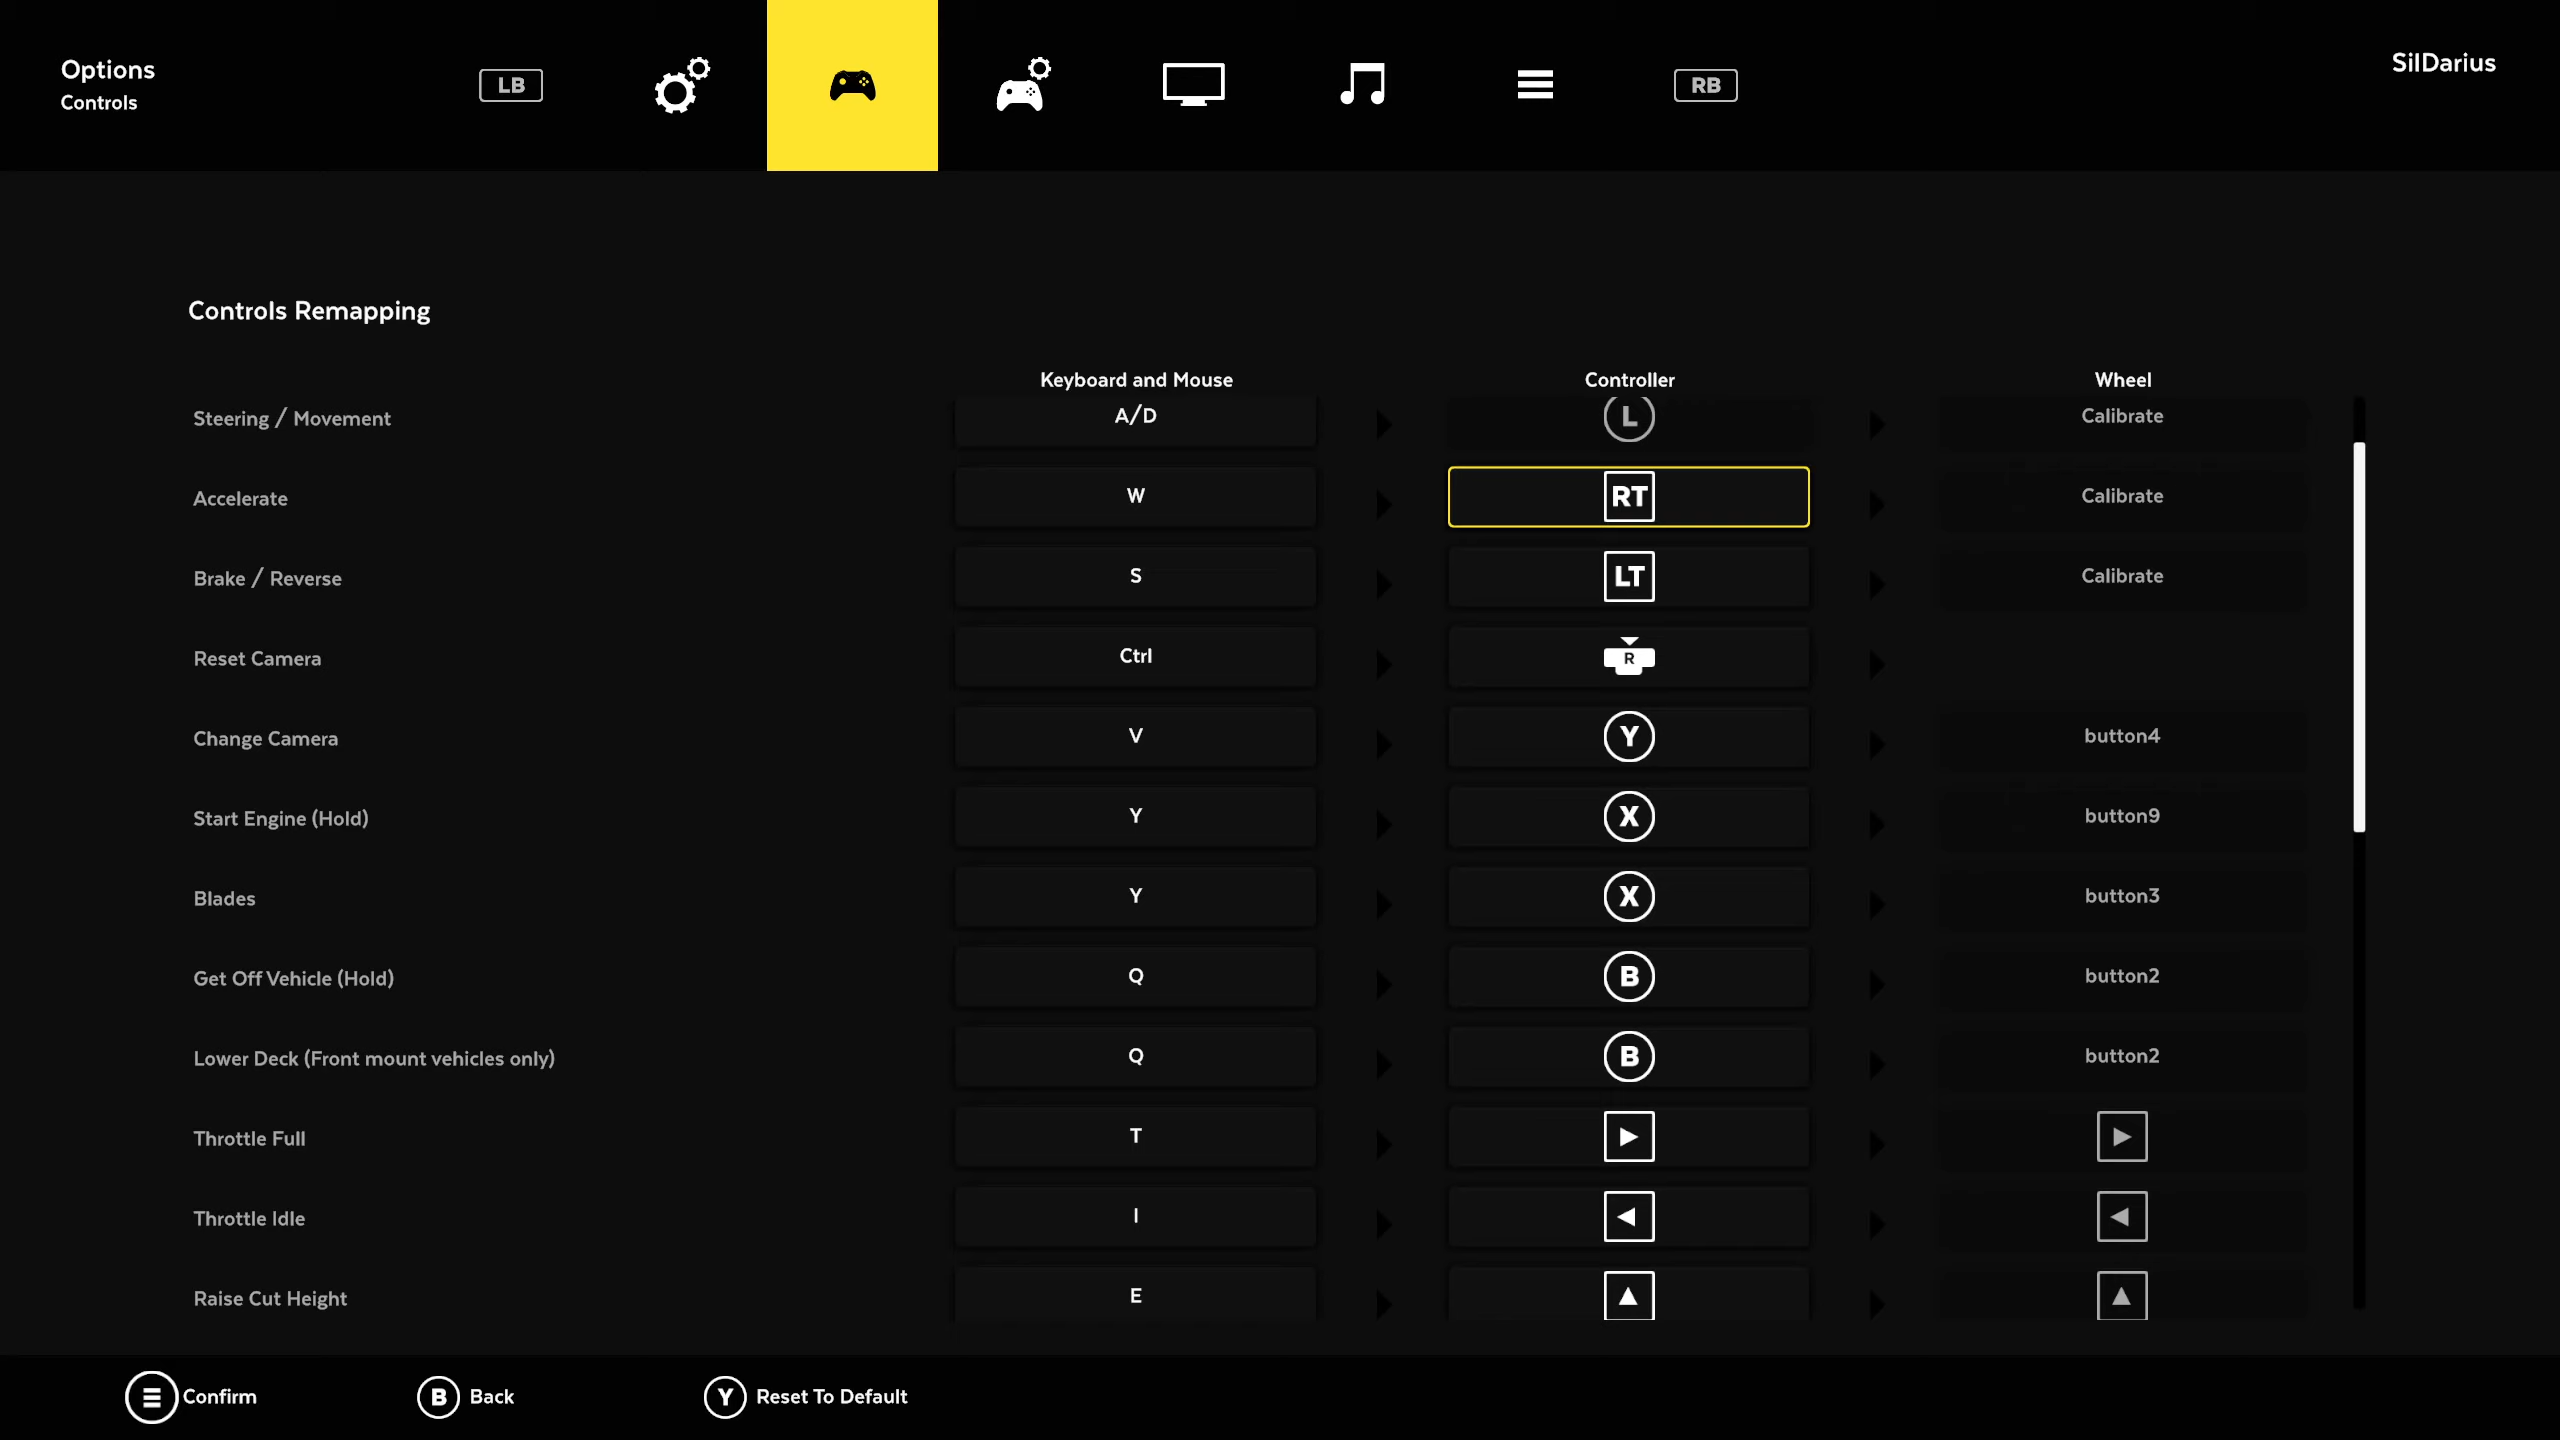 Options
Controls
LB
RB
SilDarius
Controls Remapping
Keyboard and Mouse Controller Wheel
Steering / Movement A/D L Calibrate
Accelerate W RT Calibrate
Brake / Reverse S LT Calibrate
Reset Camera Ctrl R
Change Camera V Y button4
Start Engine (Hold) Y X button9
Blades Y X button3
Get Off Vehicle (Hold) Q B button2
Lower Deck (Front mount vehicles only) Q B button2
Throttle Full T
Throttle Idle I
Raise Cut Height E
Confirm B Back Y Reset To Default